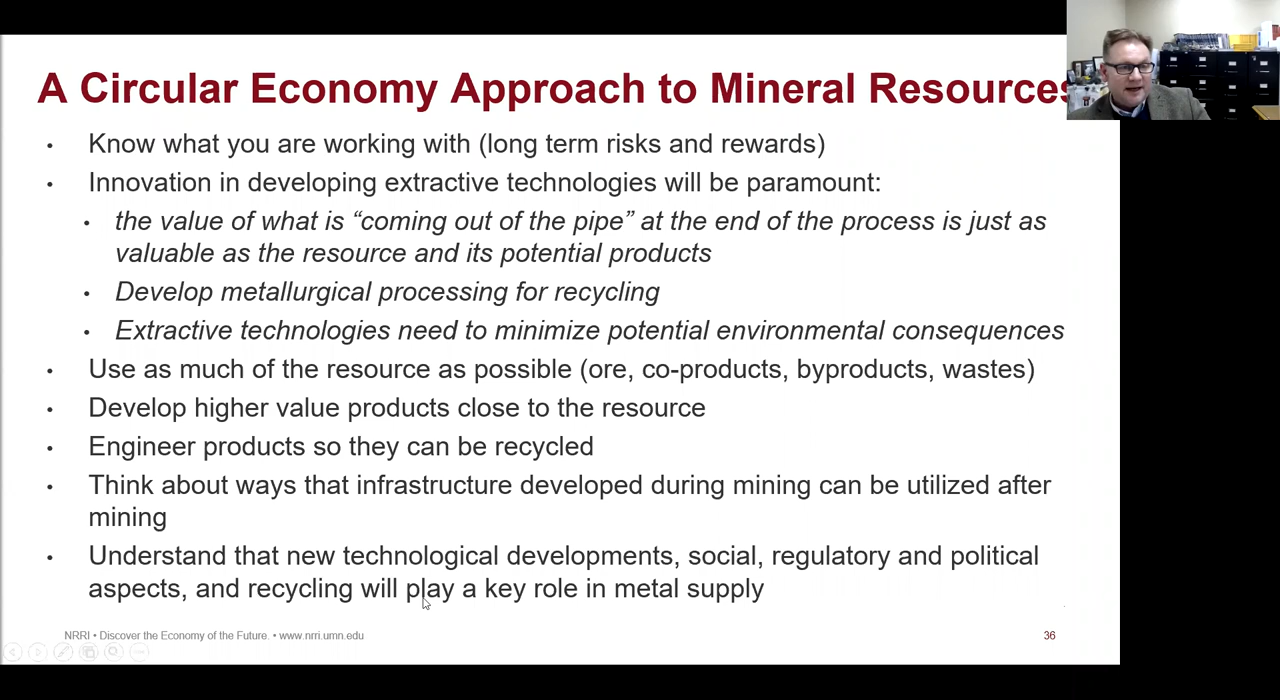 A Circular Economy Approach to Mineral Resources
• Know what you are working with (long term risks and rewards)
• Innovation in developing extractive technologies will be paramount:
• the value of what is “coming out of the pipe” at the end of the process is just as
valuable as the resource and its potential products
• Develop metallurgical processing for recycling
• Extractive technologies need to minimize potential environmental consequences
• Use as much of the resource as possible (ore, co-products, byproducts, wastes)
• Develop higher value products close to the resource
• Engineer products so they can be recycled
• Think about ways that infrastructure developed during mining can be utilized after
mining
• Understand that new technological developments, social, regulatory and political
aspects, and recycling will play a key role in metal supply
NRRI • Discover the Economy of the Future. • www.nrri.umn.edu
36